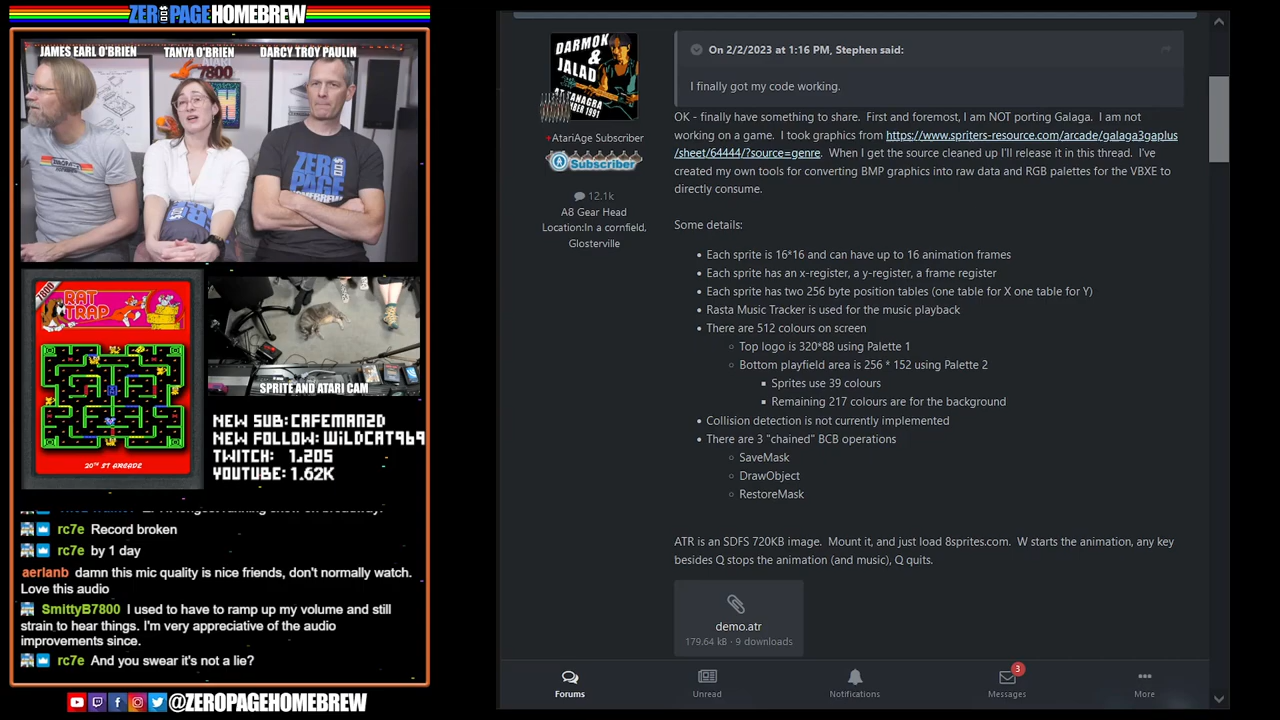 ZEROPAGEHOMEBREW
JAMES EARL O'BRIEN
TANYA O'BRIEN
DARCY TROY PAULIN
ATARI
7800
ZERO
PAGE
HOMEBREW
7800
RAT
TRAP
20TH ST ARCADE
SPRITE AND ATARI CAM
NEW SUB: CAFEMAN2D
NEW FOLLOW: WILDCAT969
TWITCH: 1,205
YOUTUBE: 1.62K
rc7e Record broken
rc7e by 1 day
aerianb damn this mic quality is nice friends, don't normally watch.
Love this audio
SmittyB7800 I used to have to ramp up my volume and still
strain to hear things. I'm very appreciative of the audio
improvements since.
rc7e And you swear it's not a lie?
@ZEROPAGEHOMEBREW
DARMOK
&
JALAD
AT TANAGRA
1991
+AtariAge Subscriber
Subscriber
12.1k
A8 Gear Head
Location:In a cornfield,
Glosterville
On 2/2/2023 at 1:16 PM, Stephen said:
I finally got my code working.
OK - finally have something to share. First and foremost, I am NOT porting Galaga. I am not
working on a game. I took graphics from https://www.spriters-resource.com/arcade/galaga3gaplus
/sheet/64444/?source=genre. When I get the source cleaned up I'll release it in this thread. I've
created my own tools for converting BMP graphics into raw data and RGB palettes for the VBXE to
directly consume.
Some details:
• Each sprite is 16*16 and can have up to 16 animation frames
• Each sprite has an x-register, a y-register, a frame register
• Each sprite has two 256 byte position tables (one table for X one table for Y)
• Rasta Music Tracker is used for the music playback
• There are 512 colours on screen
Top logo is 320*88 using Palette 1
Bottom playfield area is 256 * 152 using Palette 2
Sprites use 39 colours
Remaining 217 colours are for the background
• Collision detection is not currently implemented
• There are 3 "chained" BCB operations
SaveMask
DrawObject
RestoreMask
ATR is an SDFS 720KB image. Mount it, and just load 8sprites.com. W starts the animation, any key
besides Q stops the animation (and music), Q quits.
demo.atr
179.64 kB · 9 downloads
Forums
Unread
Notifications
3
Messages
More